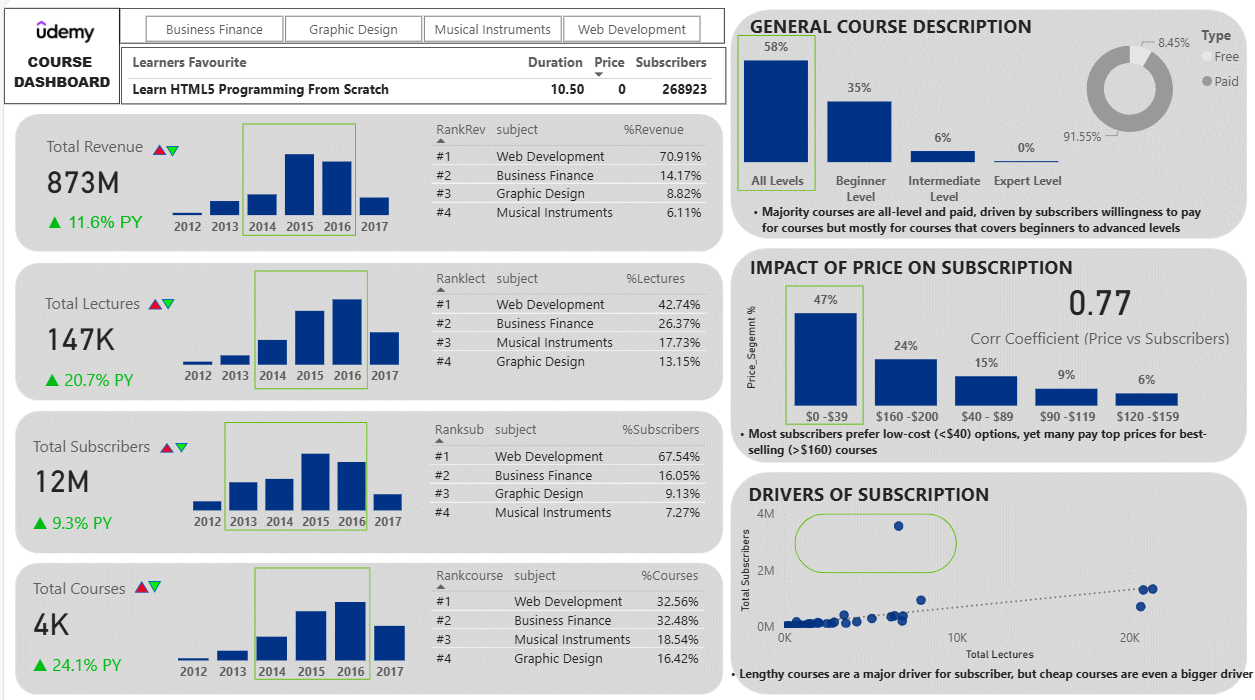 ûdemy
COURSE
DASHBOARD
Business Finance
Graphic Design
Musical Instruments
Web Development
Learners Favourite Duration Price Subscribers
Learn HTML5 Programming From Scratch 10.50 0 268923
Total Revenue
873M
▲ 11.6% PY
2012 2013 2014 2015 2016 2017
RankRev subject %Revenue
#1 Web Development 70.91%
#2 Business Finance 14.17%
#3 Graphic Design 8.82%
#4 Musical Instruments 6.11%
Total Lectures
147K
▲ 20.7% PY
2012 2013 2014 2015 2016 2017
Ranklect subject %Lectures
#1 Web Development 42.74%
#2 Business Finance 26.37%
#3 Musical Instruments 17.73%
#4 Graphic Design 13.15%
Total Subscribers
12M
▲ 9.3% PY
2012 2013 2014 2015 2016 2017
Ranksub subject %Subscribers
#1 Web Development 67.54%
#2 Business Finance 16.05%
#3 Graphic Design 9.13%
#4 Musical Instruments 7.27%
Total Courses
4K
▲ 24.1% PY
2012 2013 2014 2015 2016 2017
Rankcourse subject %Courses
#1 Web Development 32.56%
#2 Business Finance 32.48%
#3 Musical Instruments 18.54%
#4 Graphic Design 16.42%
GENERAL COURSE DESCRIPTION
58%
35%
6%
0%
All Levels Beginner Intermediate Expert Level
Level Level
8.45%
91.55%
Type
Free
Paid
• Majority courses are all-level and paid, driven by subscribers willingness to pay
for courses but mostly for courses that covers beginners to advanced levels
IMPACT OF PRICE ON SUBSCRIPTION
Price_Segemnt %
47%
24%
15%
9%
6%
$0 -$39 $160 -$200 $40 - $89 $90 -$119 $120 -$159
0.77
Corr Coefficient (Price vs Subscribers)
• Most subscribers prefer low-cost (<$40) options, yet many pay top prices for best-
selling (>$160) courses
DRIVERS OF SUBSCRIPTION
Total Subscribers
4M
2M
0M
0K 10K 20K
Total Lectures
• Lengthy courses are a major driver for subscriber, but cheap courses are even a bigger driver